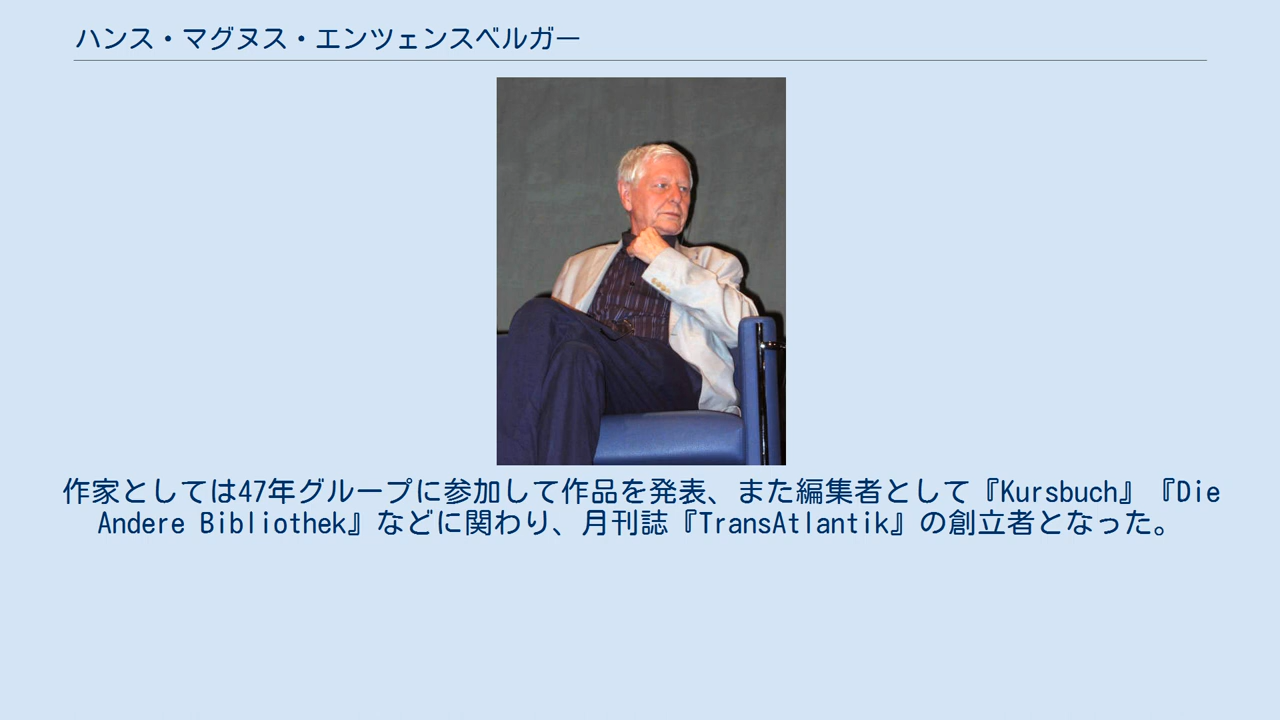 ハンス・マグヌス・エンツェンスベルガー
作家としては47年グループに参加して作品を発表、また編集者として『Kursbuch』『Die
Andere Bibliothek』などに関わり、月刊誌『TransAtlantik』の創立者となった。